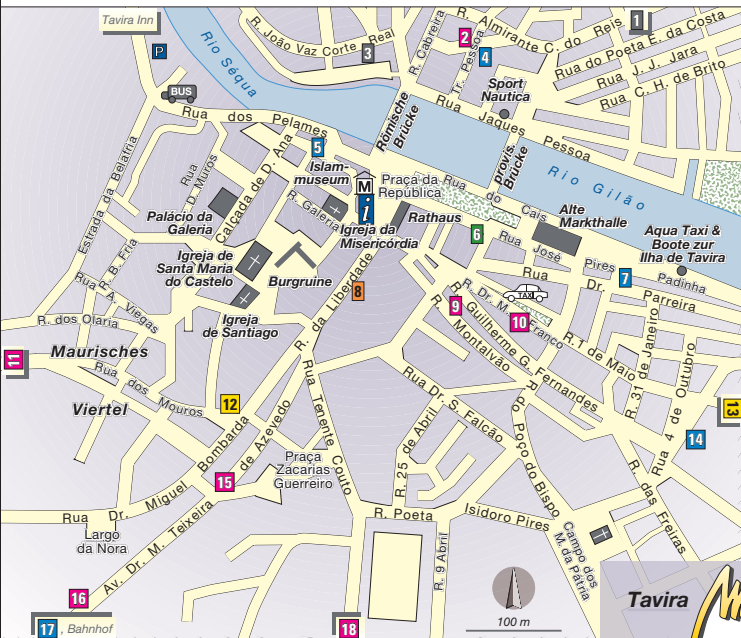 Tavira Inn
P
BUS
Rio Séqua
R. João Vaz Corte Real
3
R. Cabreira
2
Tr. Pessoa
4
R. Almirante C. do Reis
1
Rua do Poeta E. da Costa
Rua J. J. Jara
Rua C. H. de Brito
Sport
Nautica
Rua Jaques Pessoa
Rua dos Pelames
5
Römische
Brücke
provis.
Brücke
Rio Gilão
Islam-
museum
M
i
Praça da
República
Rua do Cais
Rua
D. Muros
Calçada de D. Ana
R. Galeria
Palácio da
Galeria
Estrada da Belatria
Igreja da
Misericórdia
Rathaus
6
Alte
Markthalle
Rua José Pires Padinha
Aqua Taxi &
Boote zur
Ilha de Tavira
7
R. B. Fria
Igreja de
Santa Maria
do Castelo
Burgruine
8
R. da Liberdade
Rua Dr. Parreira
TAXI
9
10
R. Dr. M. Franco
R. Guilherme G. Fernandes
R. Montalvão
R. 1 de Maio
Rua A. Viegas
R. dos Olaria
Igreja
de Santiago
Maurisches
Viertel
11
Rua dos Mouros
12
Rua Tenente Couto
Rua Dr. S. Falcão
R. 31 de Janeiro
Rua 4 de Outubro
13
14
R. do Poço do Bispo
R. 25 de Abril
Rua Dr. Miguel Bombarda
15
Av. Dr. M. Teixeira de Azevedo
Praça
Zacarias
Guerreiro
R. Poeta Isidoro Pires
R. das Freiras
Largo
da Nora
R. 9 Abril
Campo dos
M. da Pátria
16
17 , Bahnhof
18
100 m
Tavira